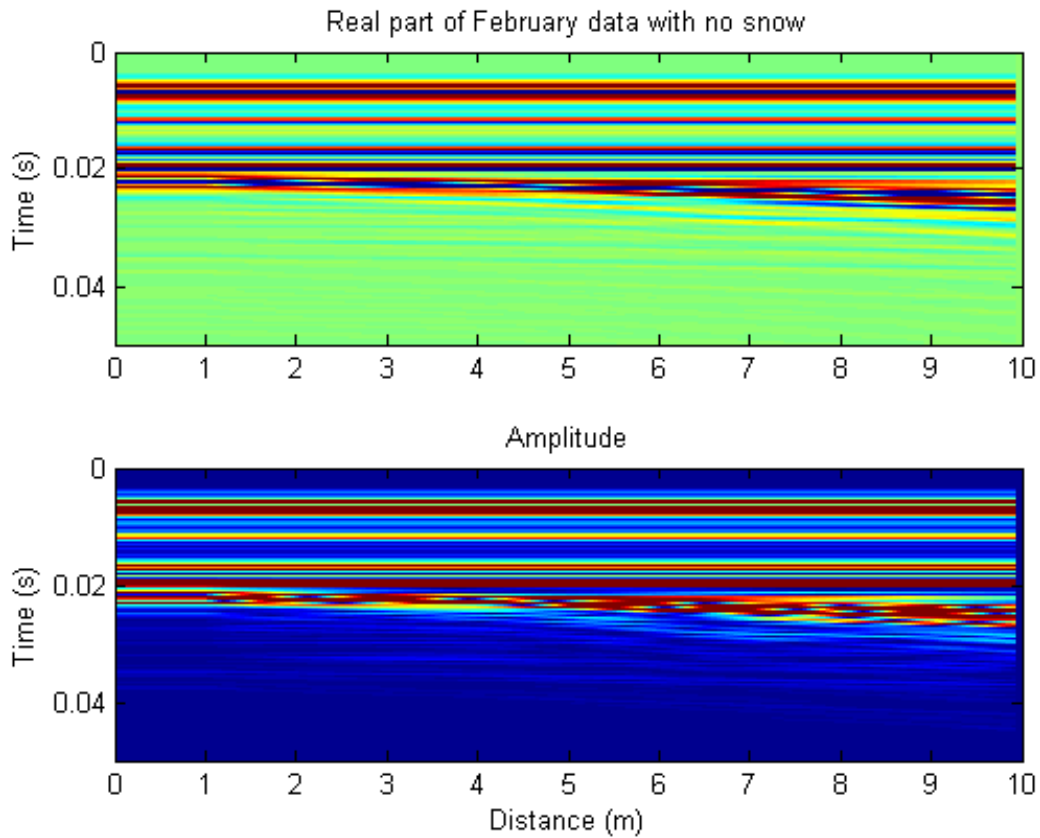 Real part of February data with no snow
0
0.02
0.04
Time (s)
0 1 2 3 4 5 6 7 8 9 10
Amplitude
0
0.02
0.04
Time (s)
0 1 2 3 4 5 6 7 8 9 10
Distance (m)